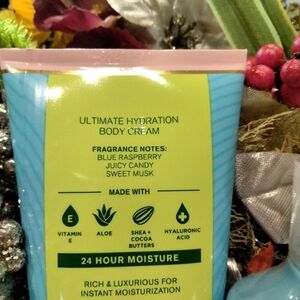 ULTIMATE HYDRATION
BODY CREAM
FRAGRANCE NOTES:
BLUE RASPBERRY
JUICY CANDY
SWEET MUSK
MADE WITH
E
VITAMIN
E
ALOE
SHEA +
COCOA
BUTTERS
HYALURONIC
ACID
24 HOUR MOISTURE
RICH & LUXURIOUS FOR
INSTANT MOISTURIZATION